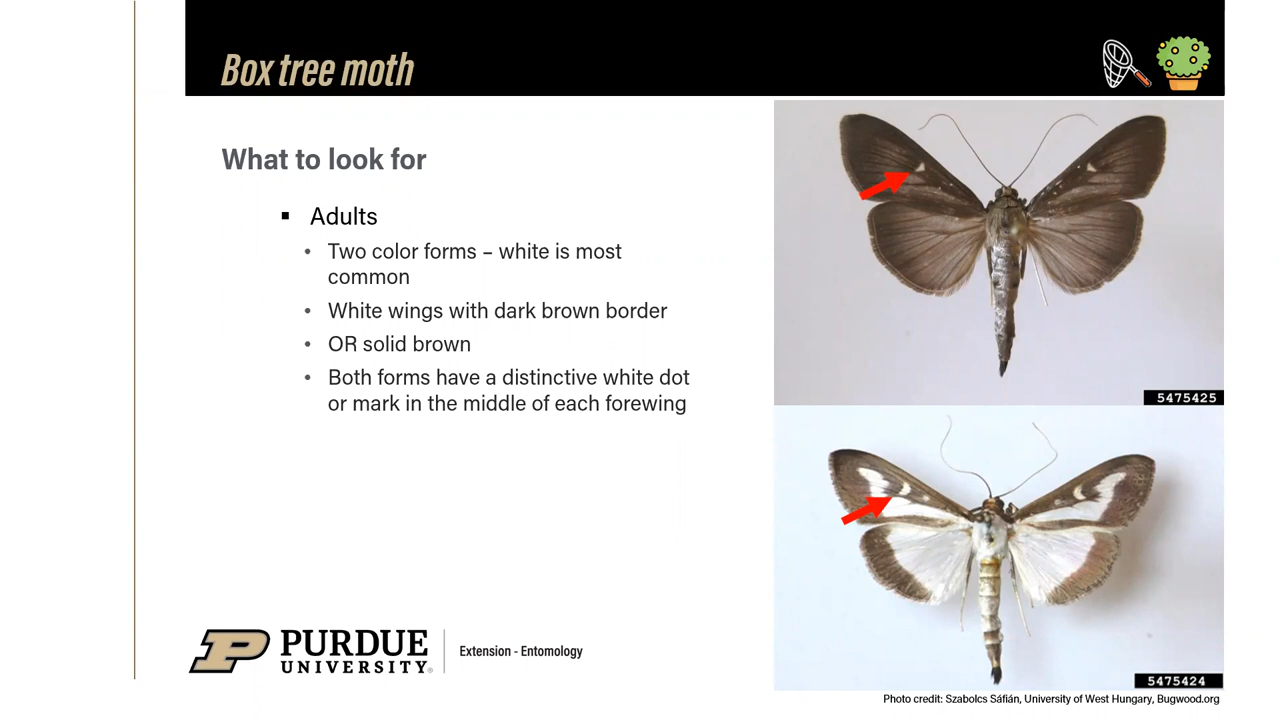 Box tree moth
What to look for
▪ Adults
• Two color forms – white is most
common
• White wings with dark brown border
• OR solid brown
• Both forms have a distinctive white dot
or mark in the middle of each forewing
5475425
5475424
P PURDUE
UNIVERSITY®
Extension - Entomology
Photo credit: Szabolcs Sáfián, University of West Hungary, Bugwood.org